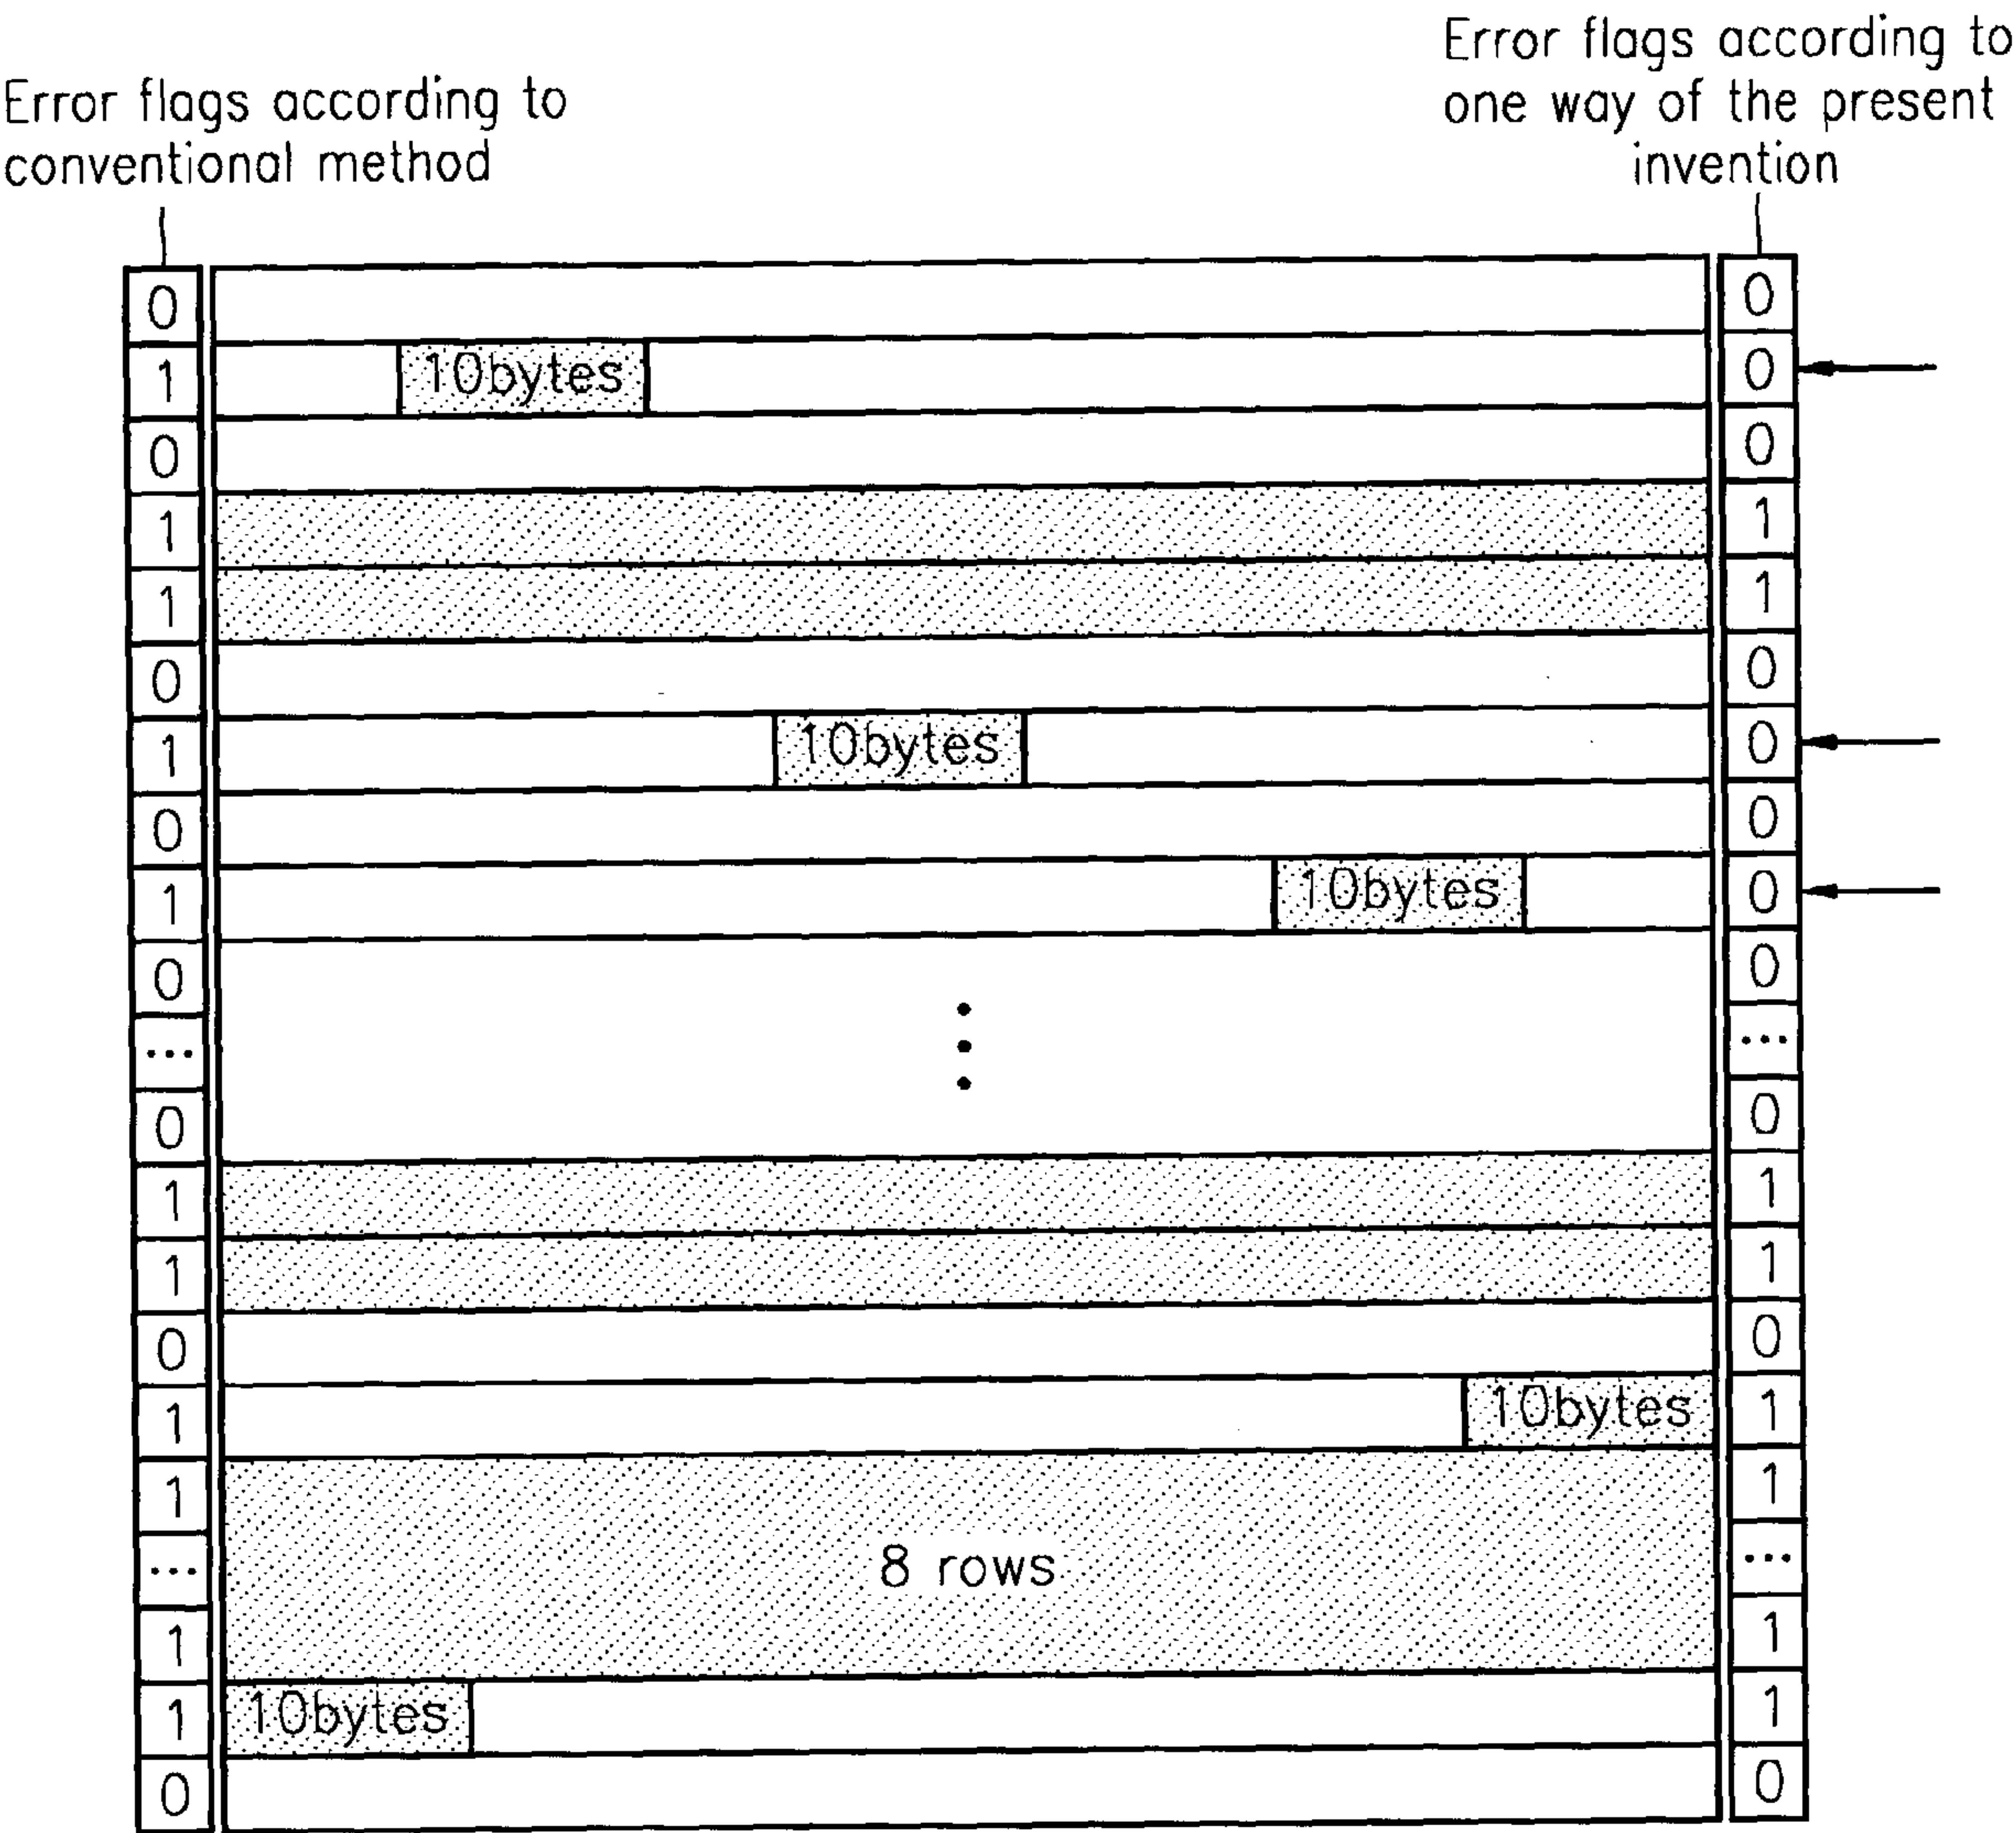 Error flags according to
conventional method
Error flags according to
one way of the present
invention
0 0
1 10bytes 0
0 0
1 1
1 1
0 0
1 10bytes 0
0 0
1 10bytes 0
0 0
... ...
0 0
1 1
1 1
0 0
1 10bytes 1
1 1
... 8 rows ...
1 1
1 10bytes 1
0 0